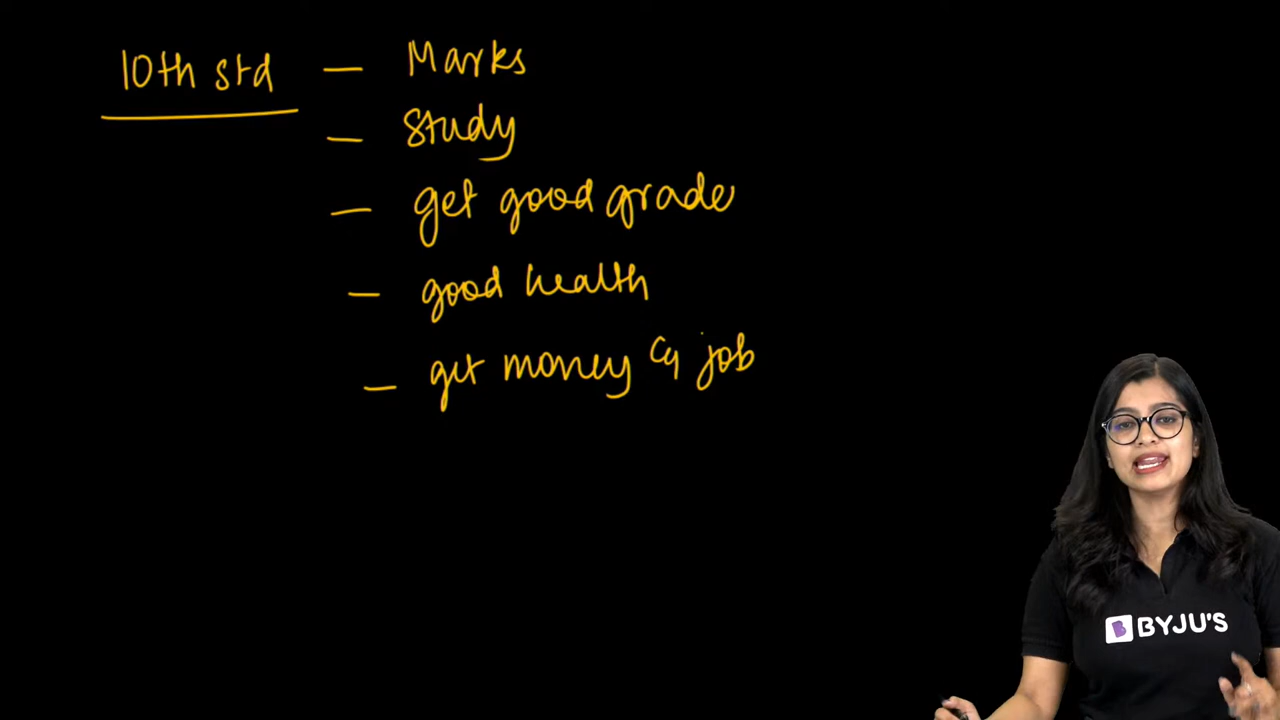 10th std — Marks
— Study
— get good grade
— good health
— get money & job
BYJU'S